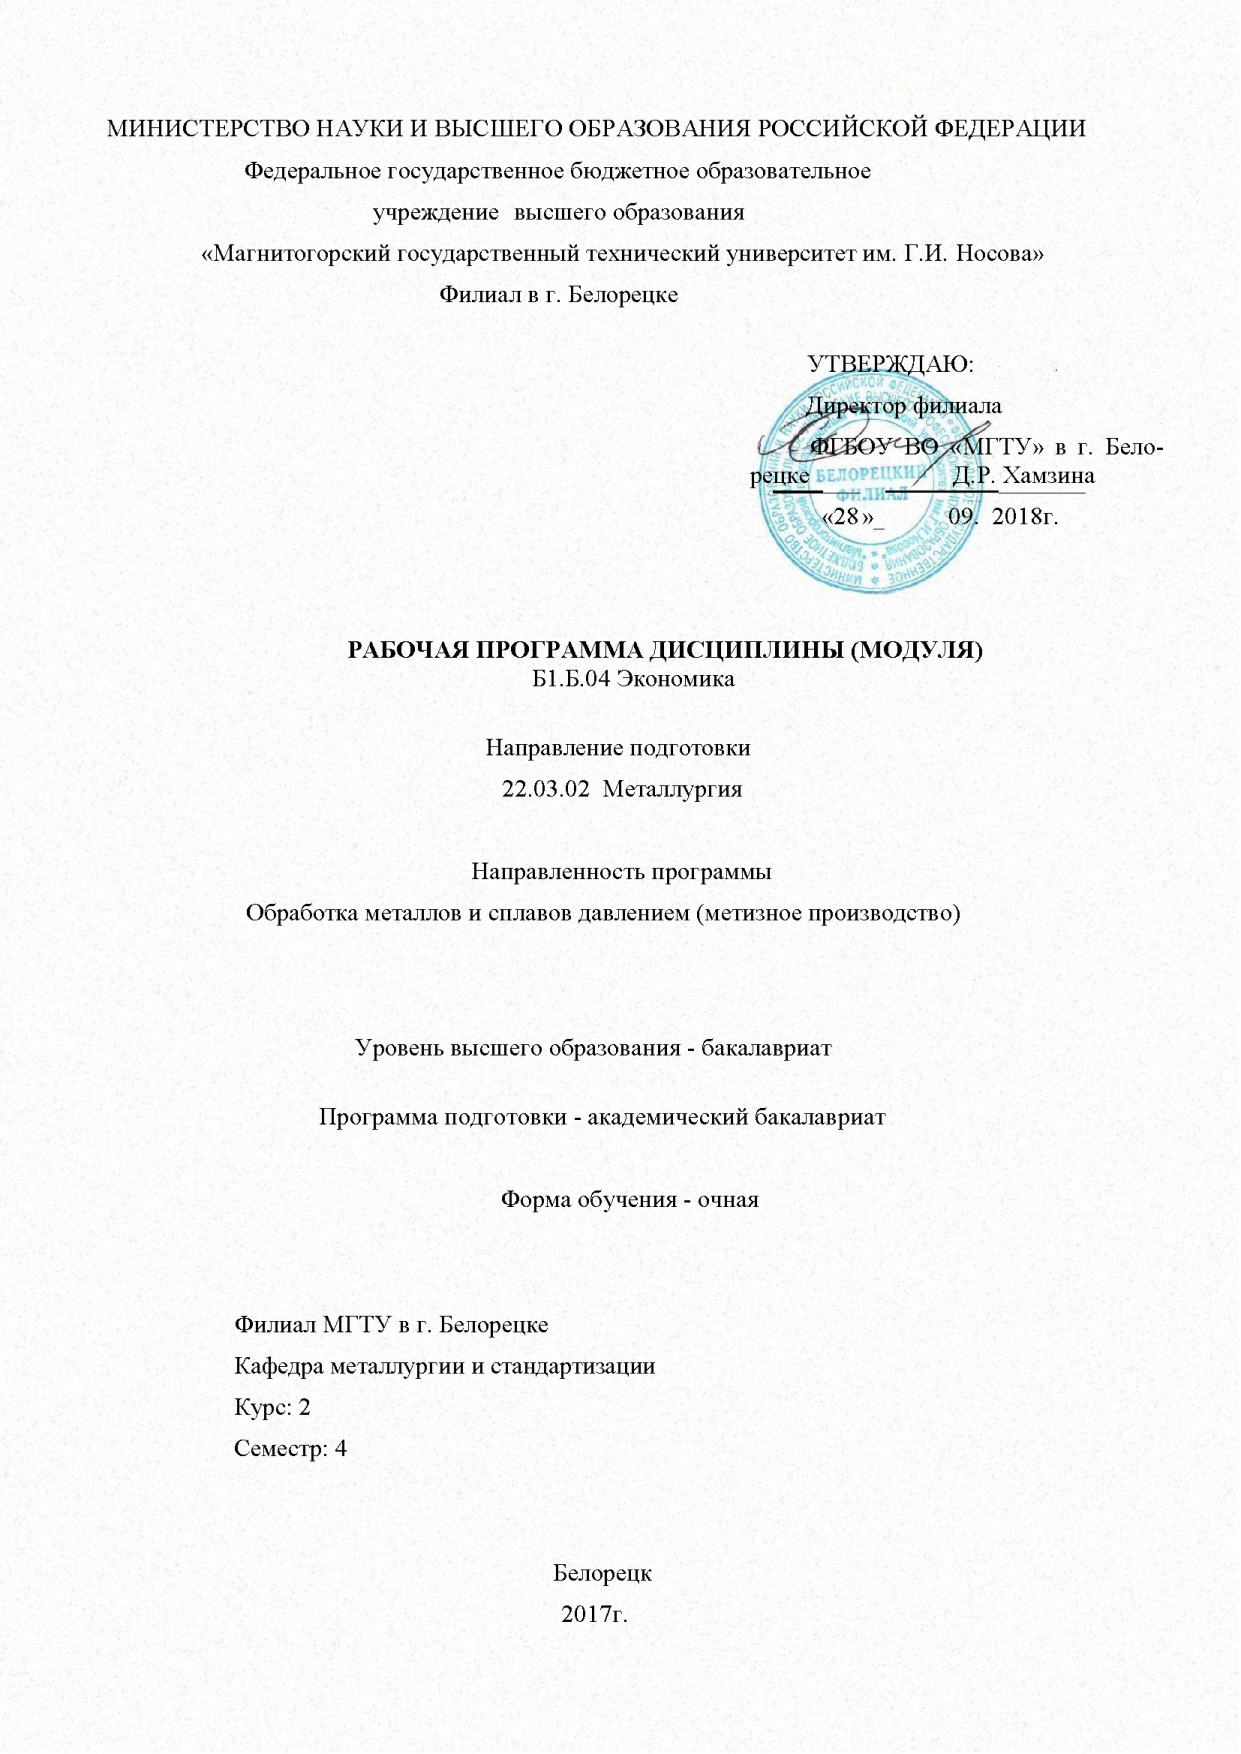 МИНИСТЕРСТВО НАУКИ И ВЫСШЕГО ОБРАЗОВАНИЯ РОССИЙСКОЙ ФЕДЕРАЦИИ
Федеральное государственное бюджетное образовательное
учреждение высшего образования
«Магнитогорский государственный технический университет им. Г.И. Носова»
Филиал в г. Белорецке
УТВЕРЖДАЮ:
Директор филиала
ФГБОУ ВО «МГТУ» в г. Бело-
рецке Д.Р. Хамзина
«28»_ 09. 2018г.
БЕЛОРЕЦКИЙ
ФИЛИАЛ
РАБОЧАЯ ПРОГРАММА ДИСЦИПЛИНЫ (МОДУЛЯ)
Б1.Б.04 Экономика
Направление подготовки
22.03.02 Металлургия
Направленность программы
Обработка металлов и сплавов давлением (метизное производство)
Уровень высшего образования - бакалавриат
Программа подготовки - академический бакалавриат
Форма обучения - очная
Филиал МГТУ в г. Белорецке
Кафедра металлургии и стандартизации
Курс: 2
Семестр: 4
Белорецк
2017г.